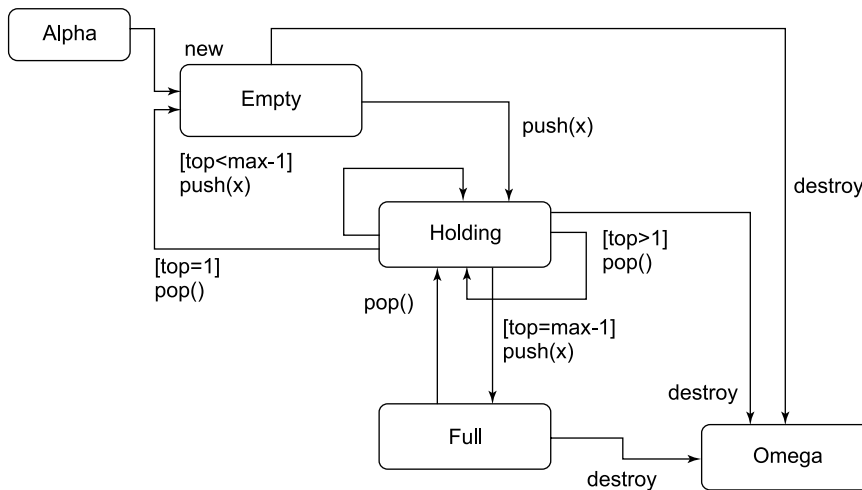 Alpha
new
Empty
push(x)
[top<max-1]
push(x)
destroy
Holding
[top>1]
pop()
[top=1]
pop()
pop()
[top=max-1]
push(x)
destroy
Full
Omega
destroy